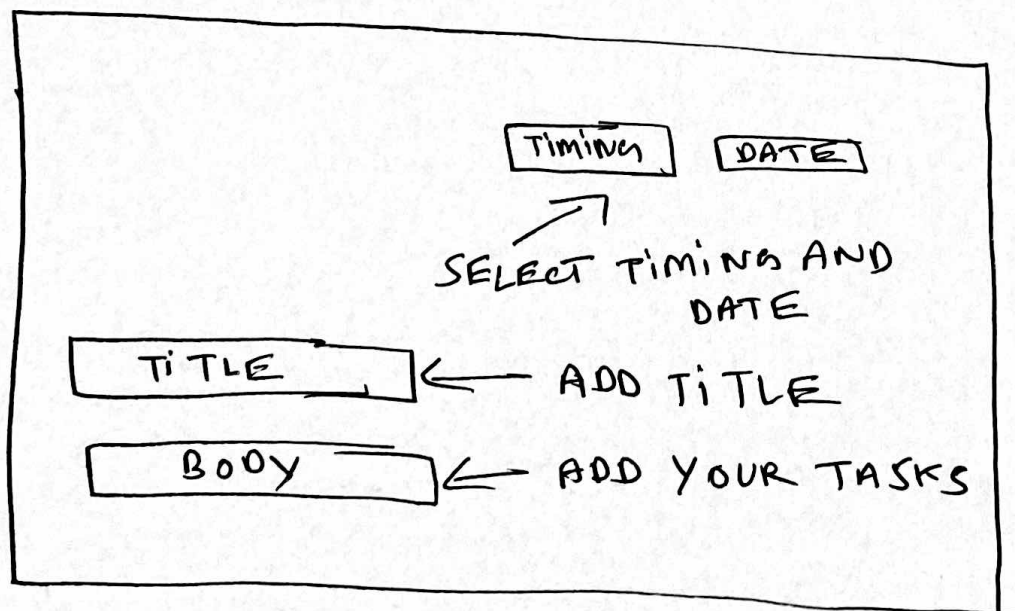 TiMiNG DATE
SELECT TiMiNG AND
DATE
TiTLE ADD TiTLE
BODY ADD YOUR TASKS